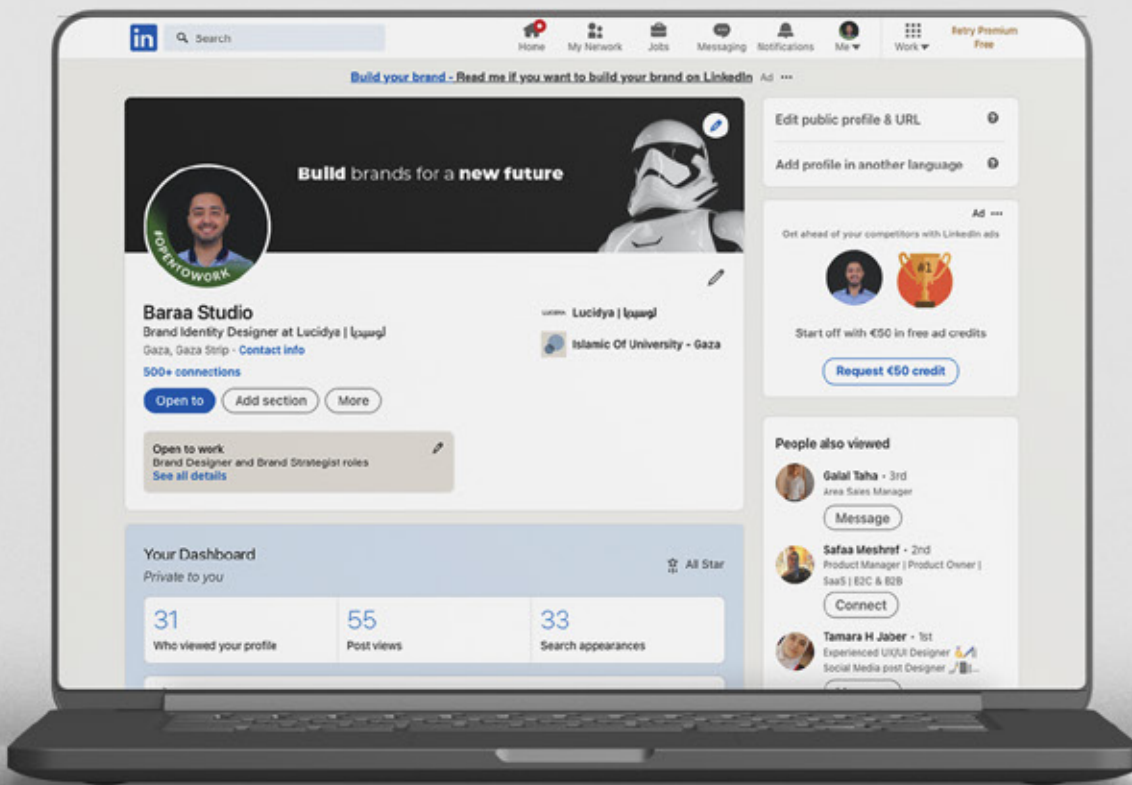 in
Search
Home
My Network
Jobs
Messaging
Notifications
Me
Work
Retry Premium
Free
Build your brand - Read me if you want to build your brand on LinkedIn Ad ···
Build brands for a new future
#OPENTOWORK
Baraa Studio
Brand Identity Designer at Lucidya | لوسيديا
Gaza, Gaza Strip · Contact info
500+ connections
Open to
Add section
More
Lucidya | لوسيديا
Islamic Of University - Gaza
Open to work
Brand Designer and Brand Strategist roles
See all details
Your Dashboard
Private to you
All Star
31
Who viewed your profile
55
Post views
33
Search appearances
Edit public profile & URL
Add profile in another language
Ad ···
Get ahead of your competitors with LinkedIn ads
#1
Start off with €50 in free ad credits
Request €50 credit
People also viewed
Galal Taha · 3rd
Area Sales Manager
Message
Safaa Meshref · 2nd
Product Manager | Product Owner |
SaaS | B2C & B2B
Connect
Tamara H Jaber · 1st
Experienced UX/UI Designer
Social Media post Designer